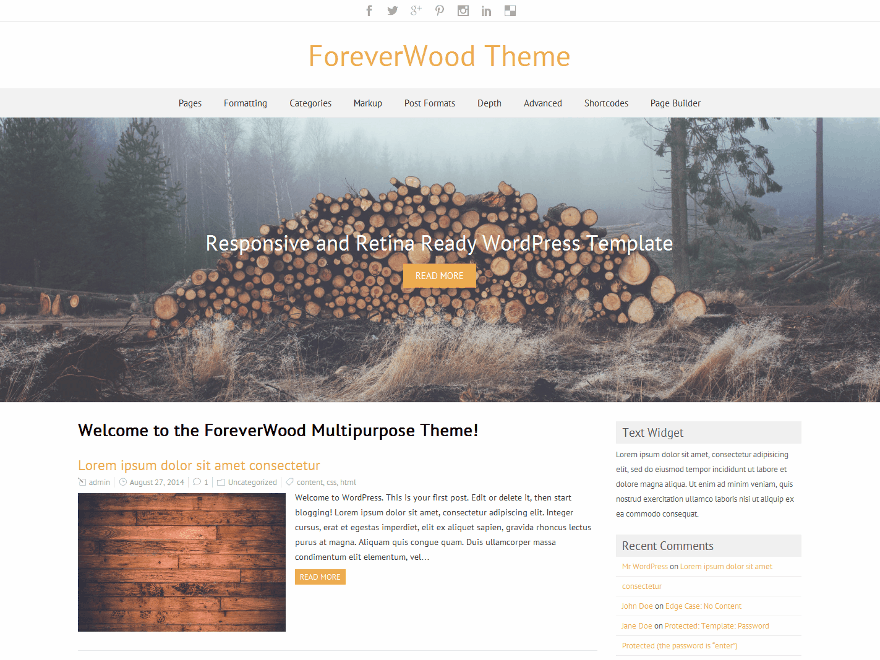 ForeverWood Theme
Pages Formatting Categories Markup Post Formats Depth Advanced Shortcodes Page Builder
Responsive and Retina Ready WordPress Template
READ MORE
Welcome to the ForeverWood Multipurpose Theme!
Lorem ipsum dolor sit amet consectetur
admin August 27, 2014 1 Uncategorized content, css, html
Welcome to WordPress. This is your first post. Edit or delete it, then start
blogging! Lorem ipsum dolor sit amet, consectetur adipiscing elit. Integer
cursus, erat et egestas imperdiet, elit ex aliquet sapien, gravida rhoncus lectus
purus at magna. Aliquam quis congue quam. Duis ullamcorper massa
condimentum elit elementum, vel…
READ MORE
Text Widget
Lorem ipsum dolor sit amet, consectetur adipisicing
elit, sed do eiusmod tempor incididunt ut labore et
dolore magna aliqua. Ut enim ad minim veniam, quis
nostrud exercitation ullamco laboris nisi ut aliquip ex
ea commodo consequat.
Recent Comments
Mr WordPress on Lorem ipsum dolor sit amet
consectetur
John Doe on Edge Case: No Content
Jane Doe on Protected: Template: Password
Protected (the password is "enter")